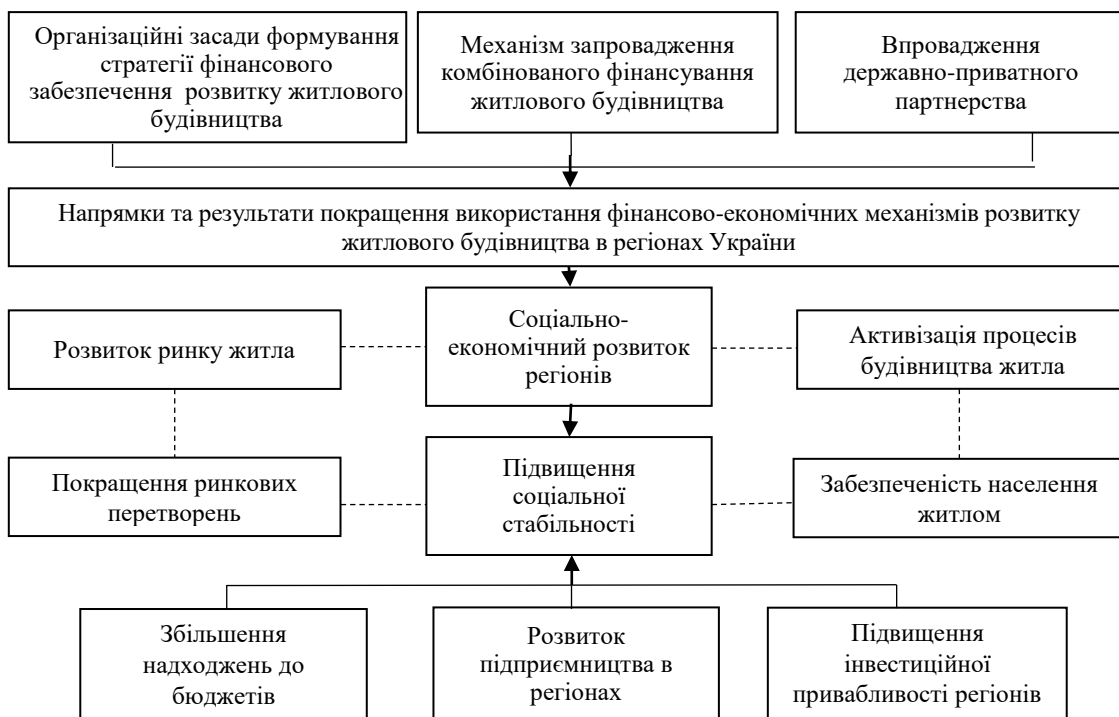 Організаційні засади формування
стратегії фінансового
забезпечення розвитку житлового
будівництва
Механізм запровадження
комбінованого фінансування
житлового будівництва
Впровадження
державно-приватного
партнерства
Напрямки та результати покращення використання фінансово-економічних механізмів розвитку
житлового будівництва в регіонах України
Розвиток ринку житла
Соціально-
економічний розвиток
регіонів
Активізація процесів
будівництва житла
Покращення ринкових
перетворень
Підвищення
соціальної
стабільності
Забезпеченість населення
житлом
Збільшення
надходжень до
бюджетів
Розвиток
підприємництва в
регіонах
Підвищення
інвестиційної
привабливості регіонів